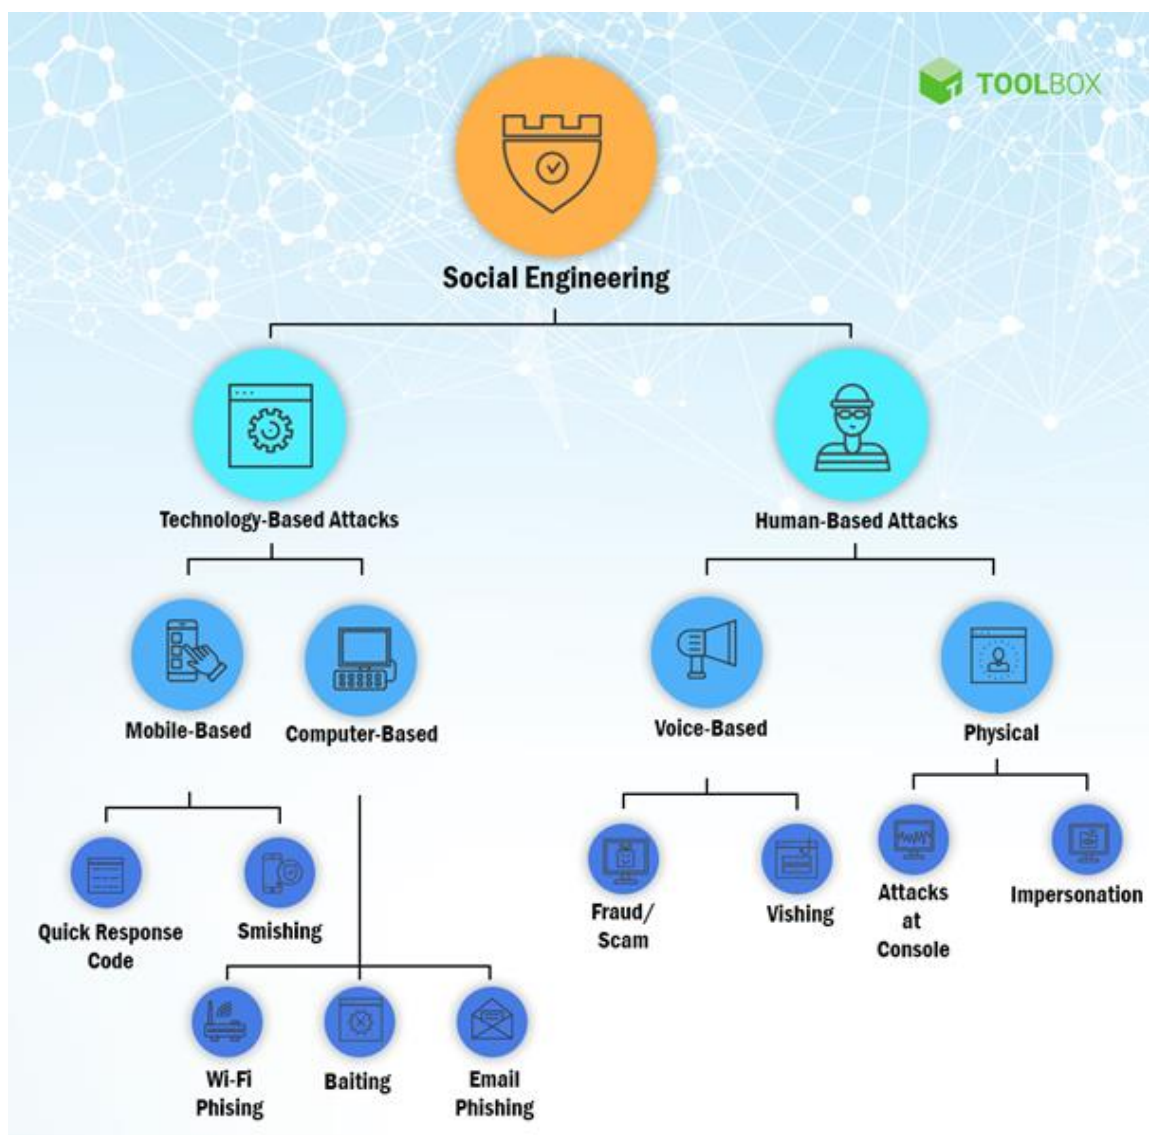 TOOLBOX
Social Engineering
Technology-Based Attacks
Human-Based Attacks
Mobile-Based
Computer-Based
Voice-Based
Physical
Quick Response
Code
Smishing
Fraud/
Scam
Vishing
Attacks
at
Console
Impersonation
Wi-Fi
Phising
Baiting
Email
Phishing